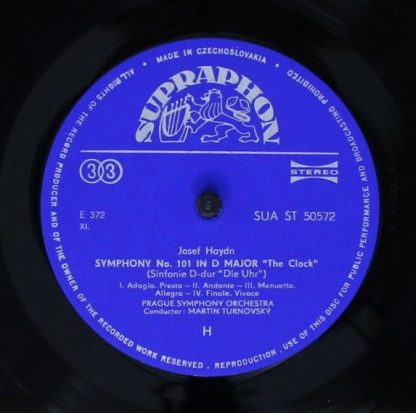 • MADE IN CZECHOSLOVAKIA •
ALL RIGHTS OF THE RECORD PRODUCER AND OF THE OWNER OF THE RECORDED WORK RESERVED . REPRODUCTION . USE OF THIS DISC FOR PUBLIC PERFORMANCE AND BROADCASTING PROHIBITED
SUPRAPHON
33
STEREO
E 372
XI.
SUA ST 50572
Josef Haydn
SYMPHONY No. 101 IN D MAJOR "The Clock"
(Sinfonie D-dur "Die Uhr")
I. Adagio. Presto – II. Andante – III. Menuetto.
Allegro – IV. Finale. Vivace
PRAGUE SYMPHONY ORCHESTRA
Conductor: MARTIN TURNOVSKÝ
H